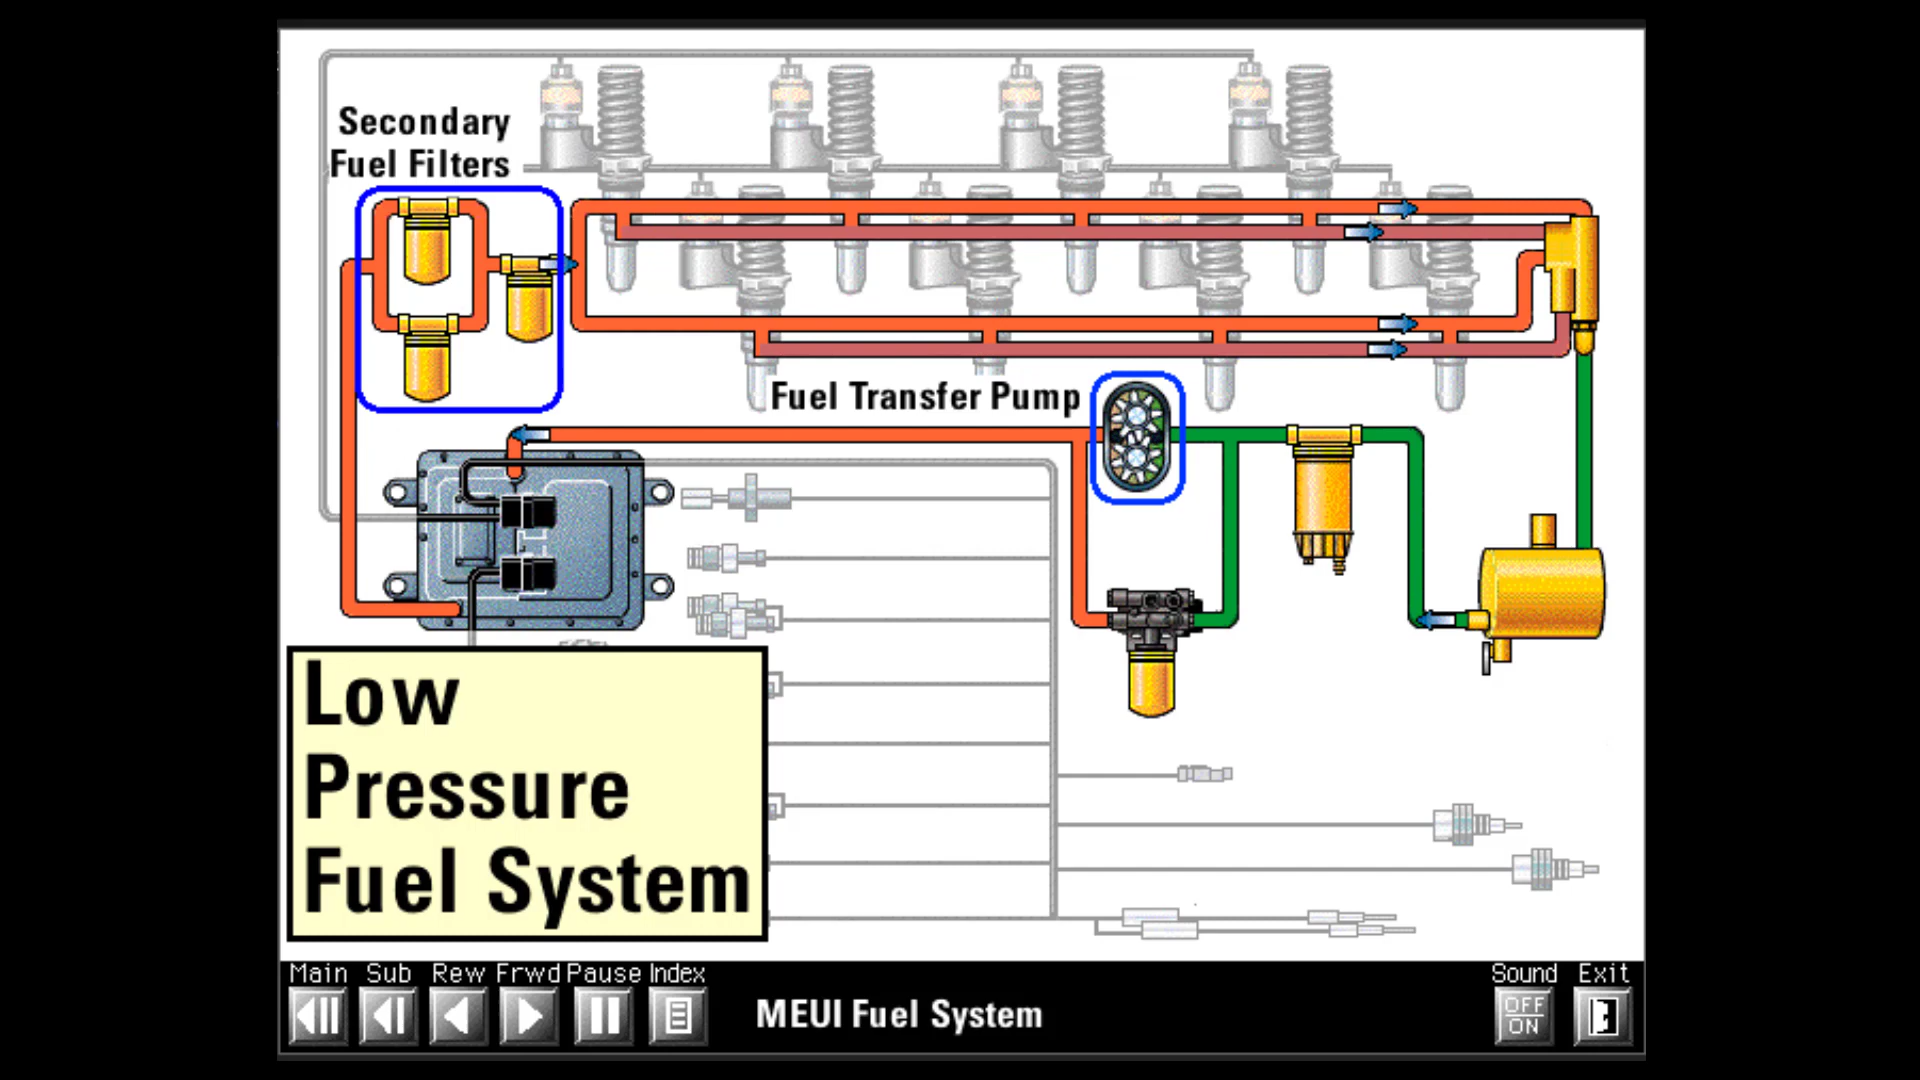 Secondary
Fuel Filters
Fuel Transfer Pump
Low
Pressure
Fuel System
Main Sub Rew Frwd Pause Index
MEUI Fuel System
Sound Exit
OFF
ON